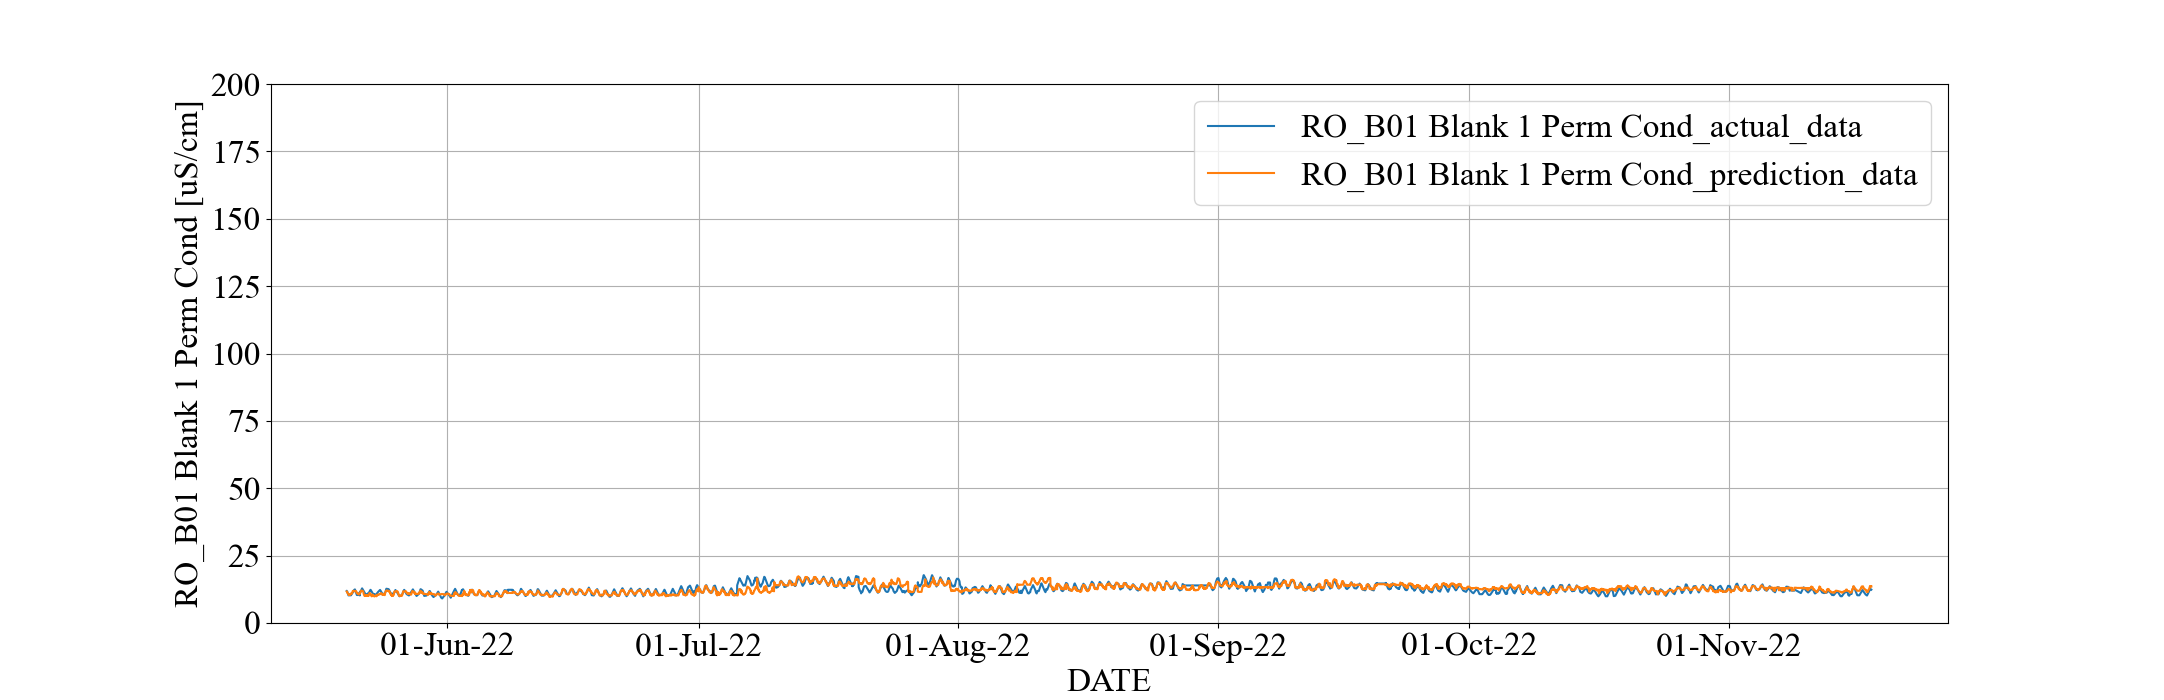 RO_B01 Blank 1 Perm Cond [uS/cm]
200
175
150
125
100
75
50
25
0
RO_B01 Blank 1 Perm Cond_actual_data
RO_B01 Blank 1 Perm Cond_prediction_data
01-Jun-22
01-Jul-22
01-Aug-22
01-Sep-22
01-Oct-22
01-Nov-22
DATE